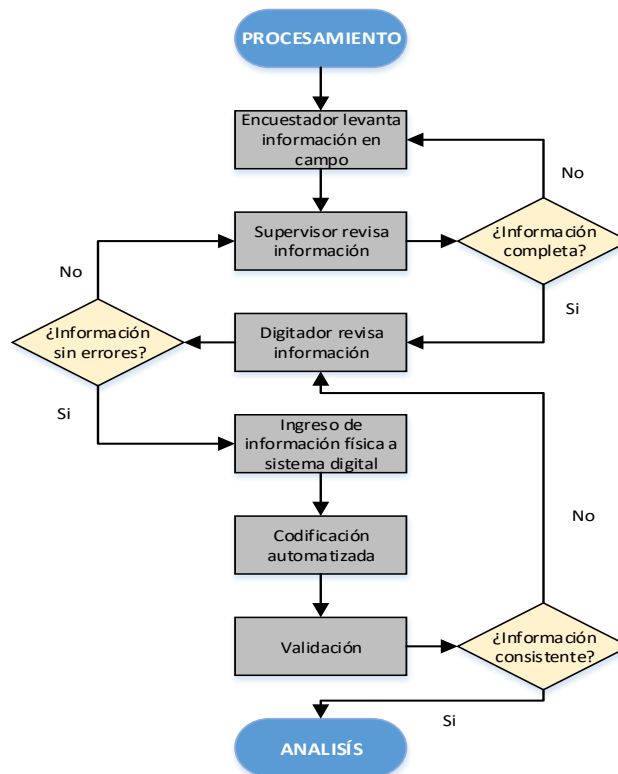 PROCESAMIENTO
Encuestador levanta
información en
campo
No
Supervisor revisa
información
¿Información
completa?
No
Si
¿Información
sin errores?
Digitador revisa
información
Si
Ingreso de
información física a
sistema digital
No
Codificación
automatizada
Validación
¿Información
consistente?
Si
ANALISÍS